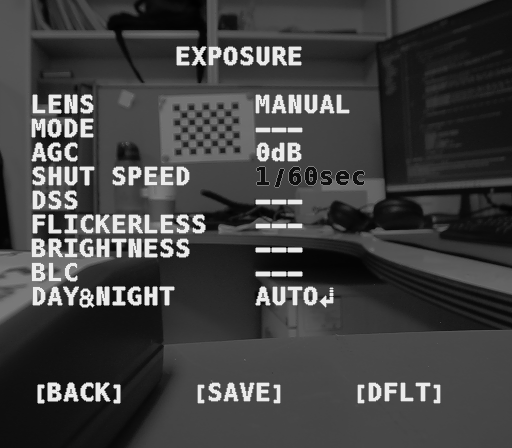 EXPOSURE
LENS MANUAL
MODE ---
AGC 0dB
SHUT SPEED 1/60sec
DSS ---
FLICKERLESS ---
BRIGHTNESS ---
BLC ---
DAY&NIGHT AUTO↲
[BACK] [SAVE] [DFLT]